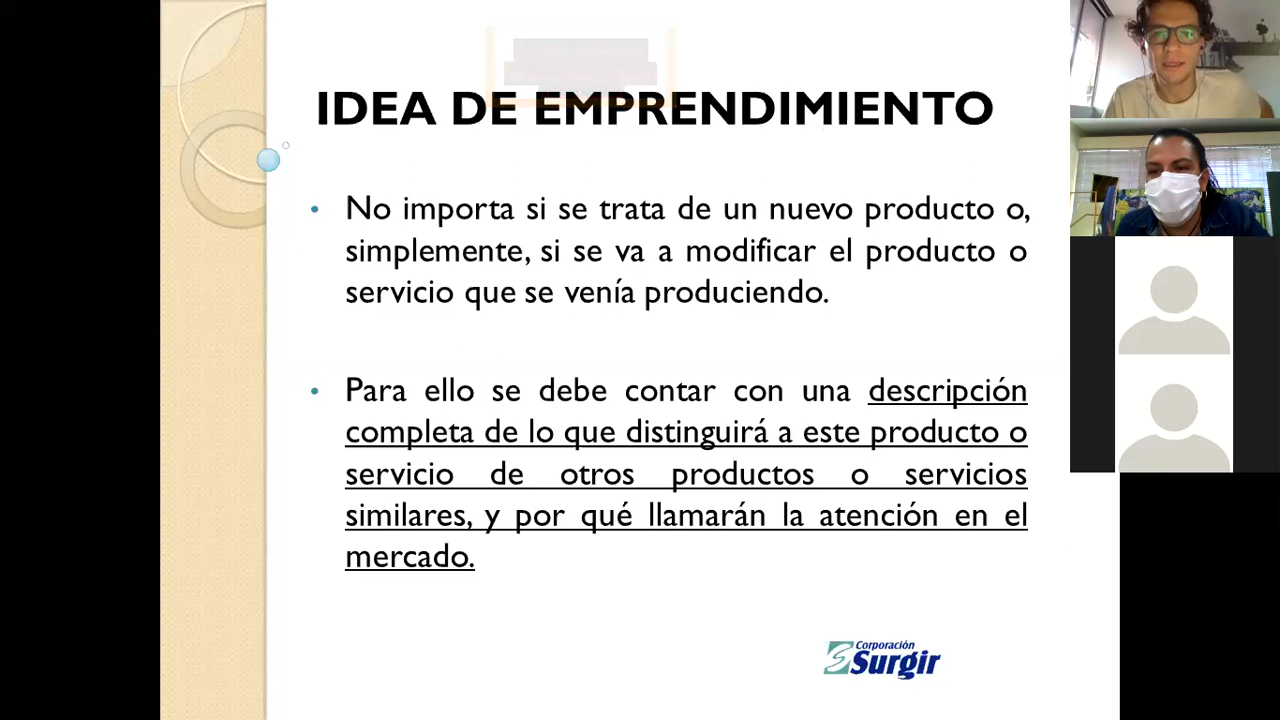 IDEA DE EMPRENDIMIENTO
• No importa si se trata de un nuevo producto o,
simplemente, si se va a modificar el producto o
servicio que se venía produciendo.
• Para ello se debe contar con una descripción
completa de lo que distinguirá a este producto o
servicio de otros productos o servicios
similares, y por qué llamarán la atención en el
mercado.
Corporación
Surgir